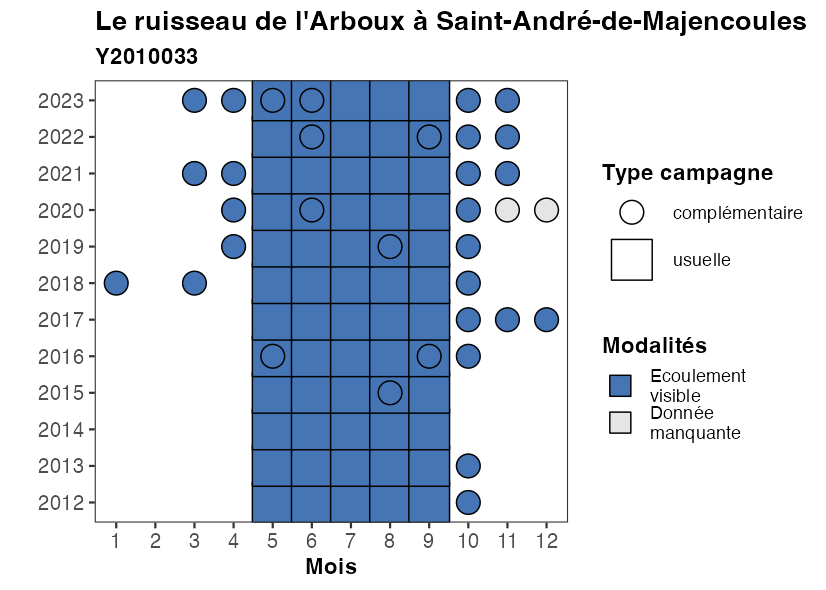 Le ruisseau de l'Arboux à Saint-André-de-Majencoules
Y2010033
2023
2022
2021
2020
2019
2018
2017
2016
2015
2014
2013
2012
1 2 3 4 5 6 7 8 9 10 11 12
Mois
Type campagne
complémentaire
usuelle
Modalités
Ecoulement
visible
Donnée
manquante